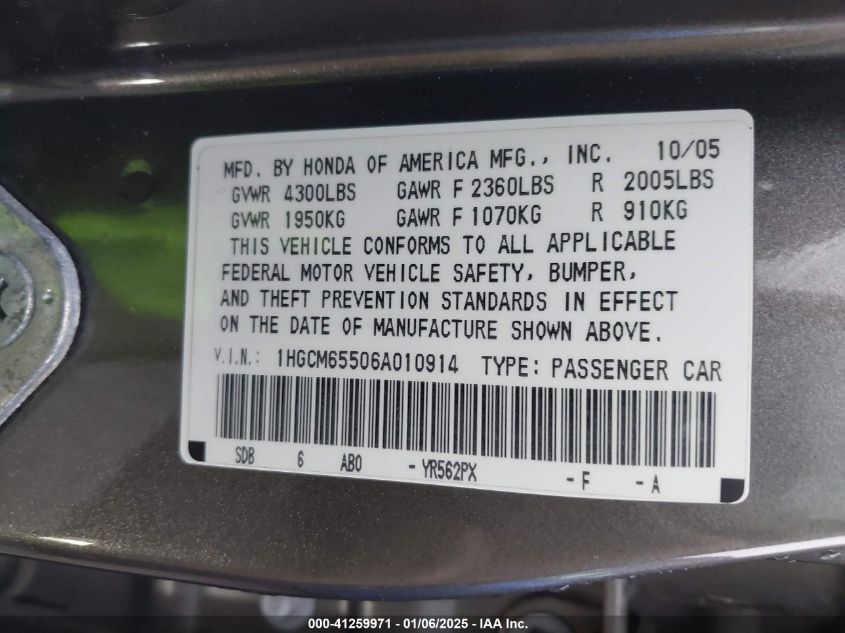 MFD. BY HONDA OF AMERICA MFG., INC. 10/05
GVWR 4300LBS GAWR F 2360LBS R 2005LBS
GVWR 1950KG GAWR F 1070KG R 910KG
THIS VEHICLE CONFORMS TO ALL APPLICABLE
FEDERAL MOTOR VEHICLE SAFETY, BUMPER,
AND THEFT PREVENTION STANDARDS IN EFFECT
ON THE DATE OF MANUFACTURE SHOWN ABOVE.
V.I.N.: 1HGCM65506A010914 TYPE: PASSENGER CAR
SDB 6 AB0 - YR562PX - F - A
000-41259971 - 01/06/2025 - IAAI.COM